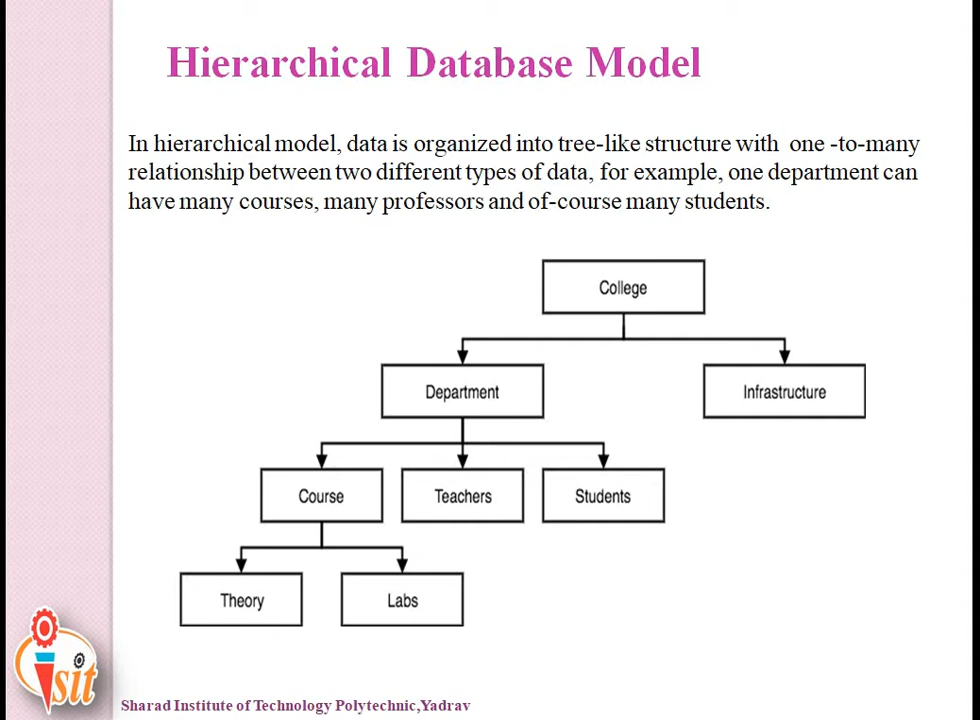 Hierarchical Database Model
In hierarchical model, data is organized into tree-like structure with one -to-many
relationship between two different types of data, for example, one department can
have many courses, many professors and of-course many students.
College
Department Infrastructure
Course Teachers Students
Theory Labs
sit
Sharad Institute of Technology Polytechnic,Yadrav